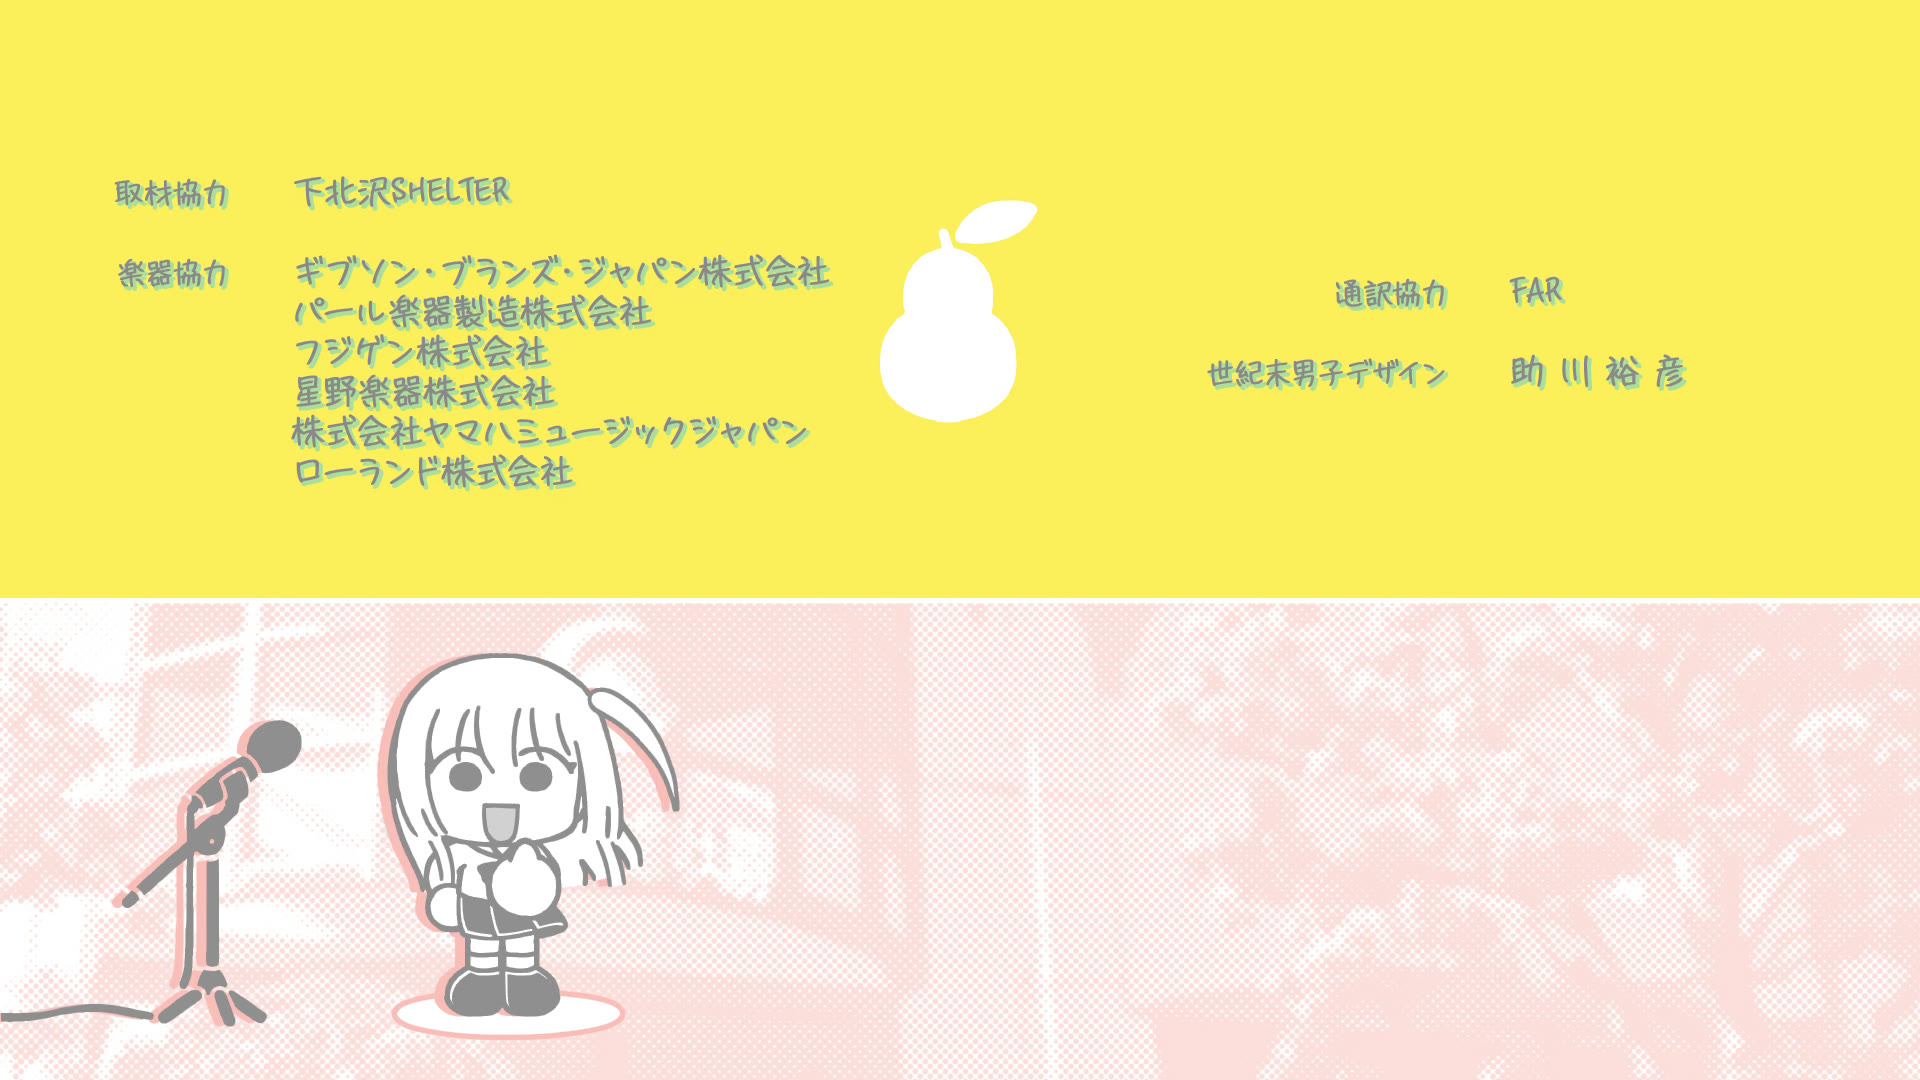 取材協力 下北沢SHELTER
楽器協力 ギブソン・ブランズ・ジャパン株式会社
パール楽器製造株式会社
フジゲン株式会社
星野楽器株式会社
株式会社ヤマハミュージックジャパン
ローランド株式会社
通訳協力 FAR
世紀末男子デザイン 助川裕彦